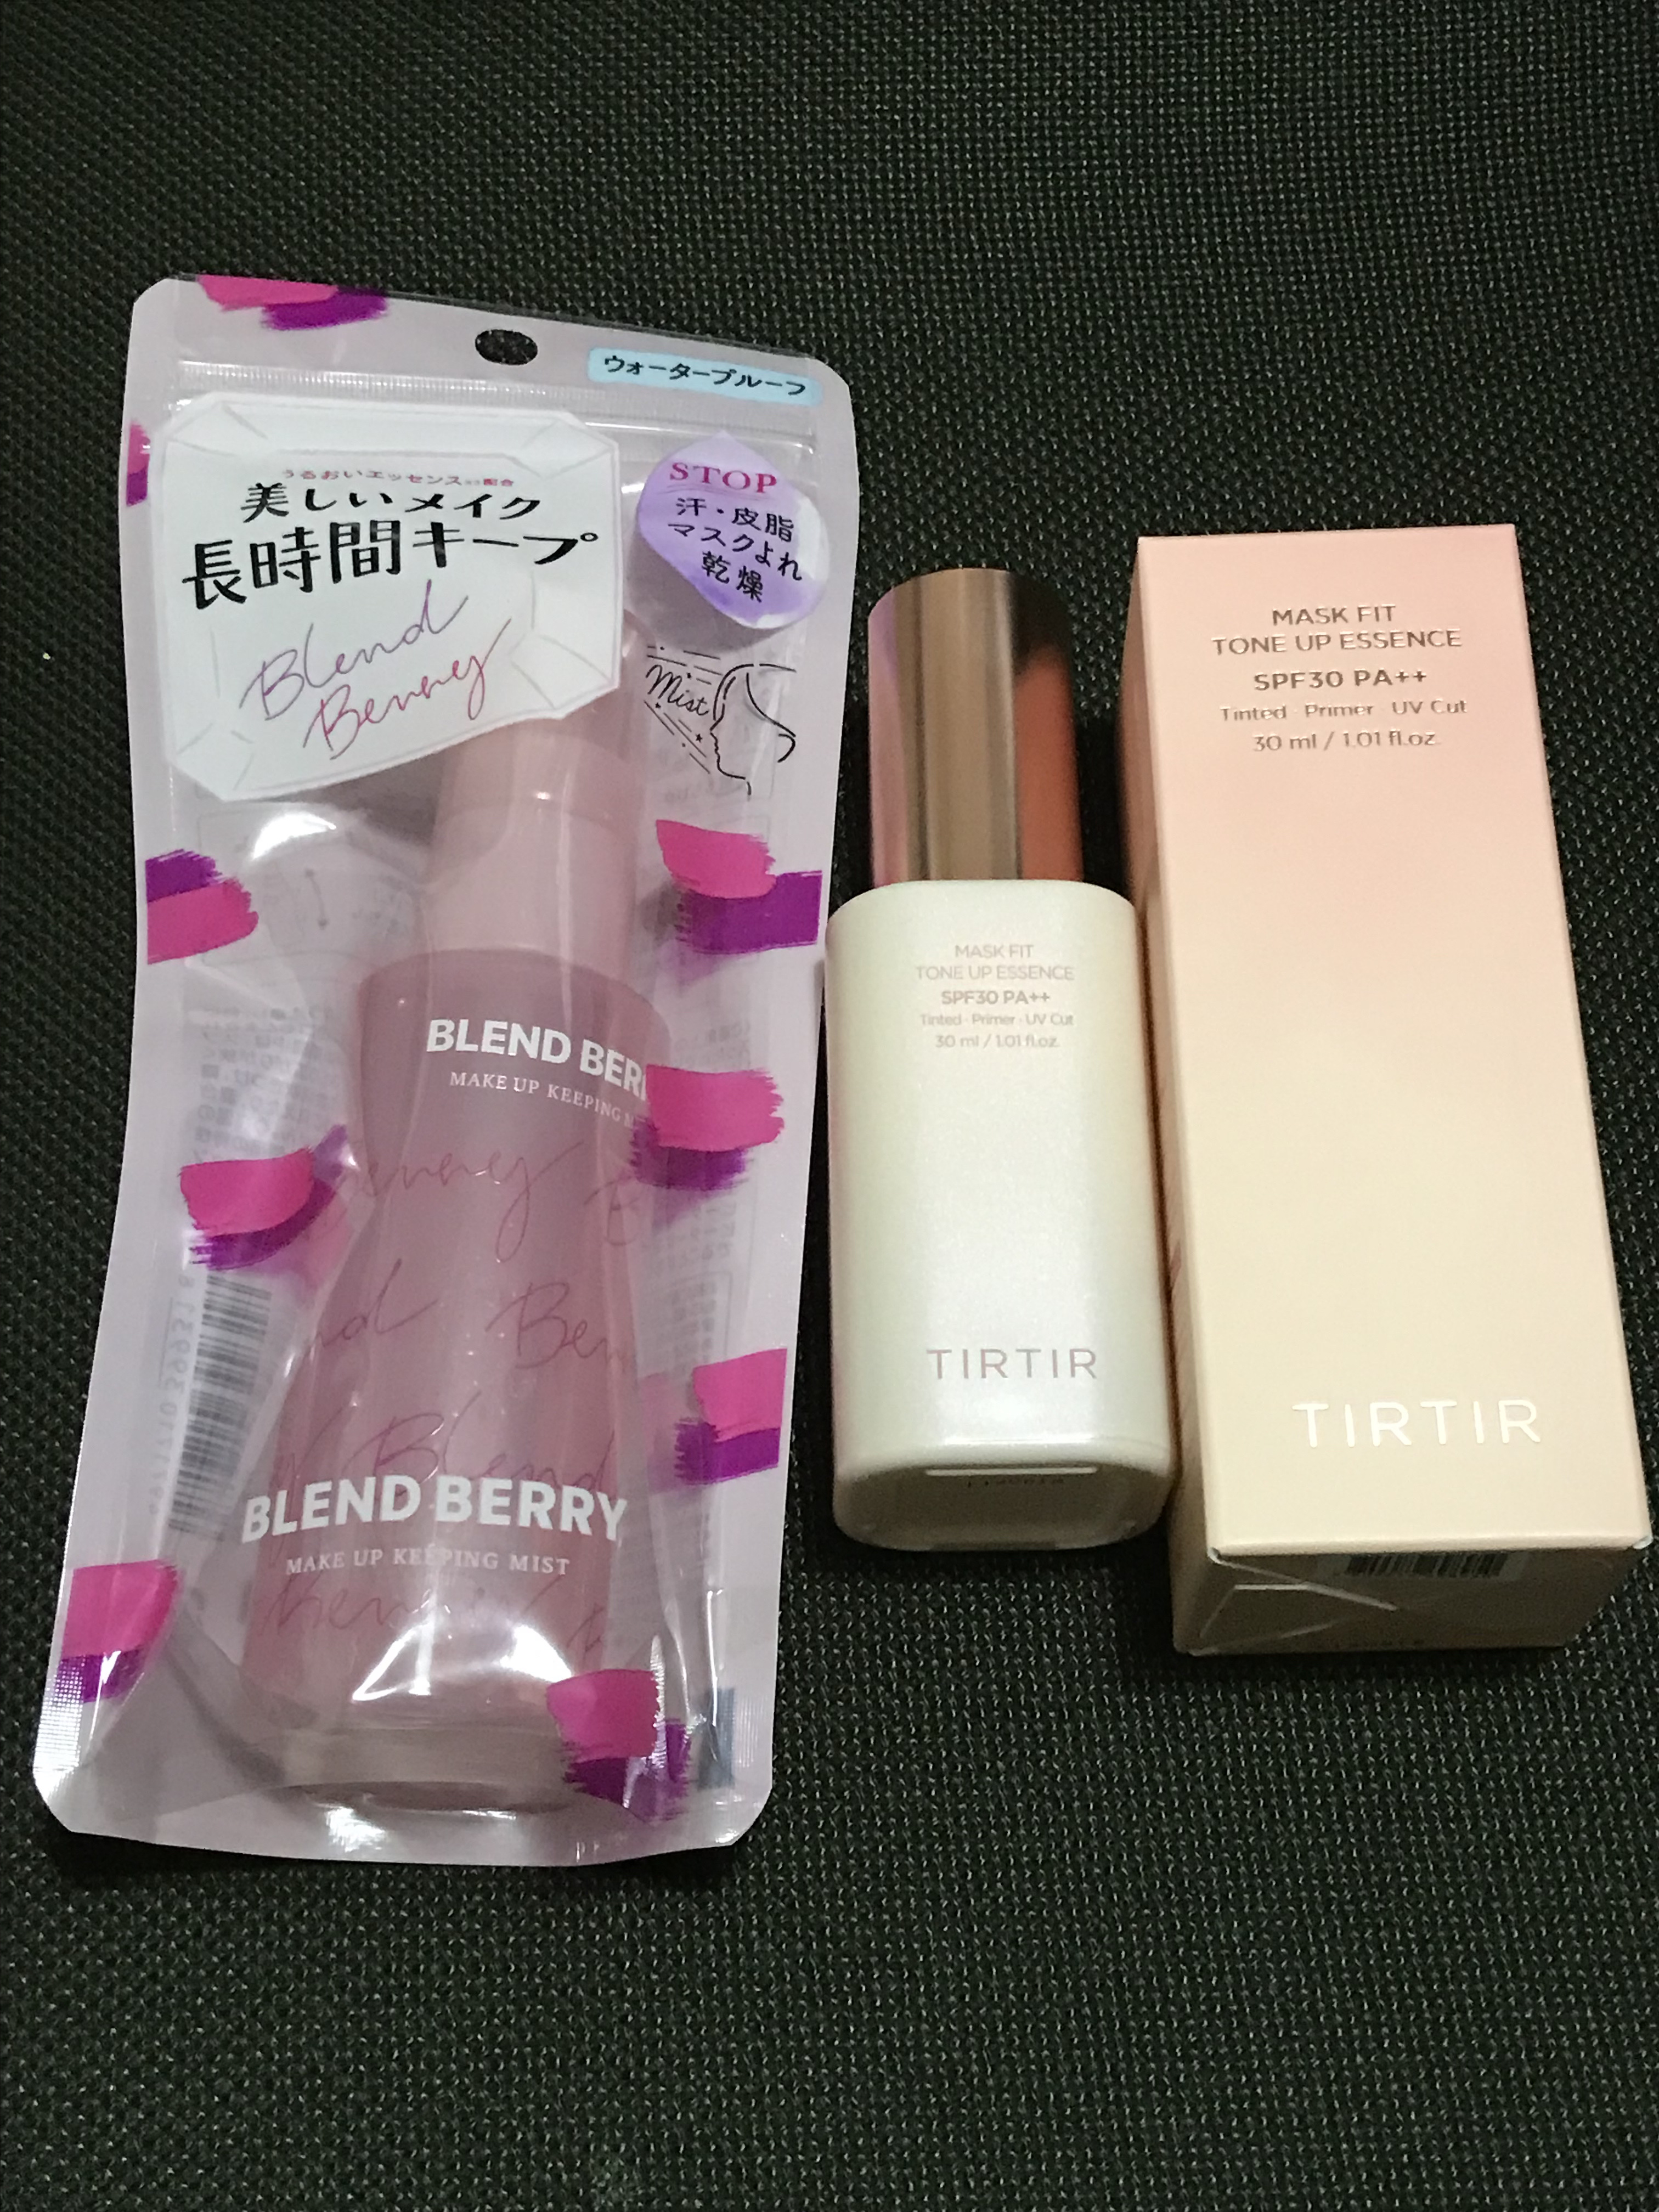 ウォータープルーフ
うるおいエッセンス
配合
美しいメイク
長時間キープ
Blend
Berry
STOP
汗・皮脂
マスクよれ
乾燥
Mist
BLEND BER
MAKE UP KEEPING
BLEND BERRY
MAKE UP KEEPING MIST
MASK FIT
TONE UP ESSENCE
SPF30 PA++
Tinted · Primer · UV Cut
30 ml / 1.01 fl.oz.
TIRTIR
MASK FIT
TONE UP ESSENCE
SPF30 PA++
Tinted · Primer · UV Cut
30 ml / 1.01 fl.oz.
TIRTIR